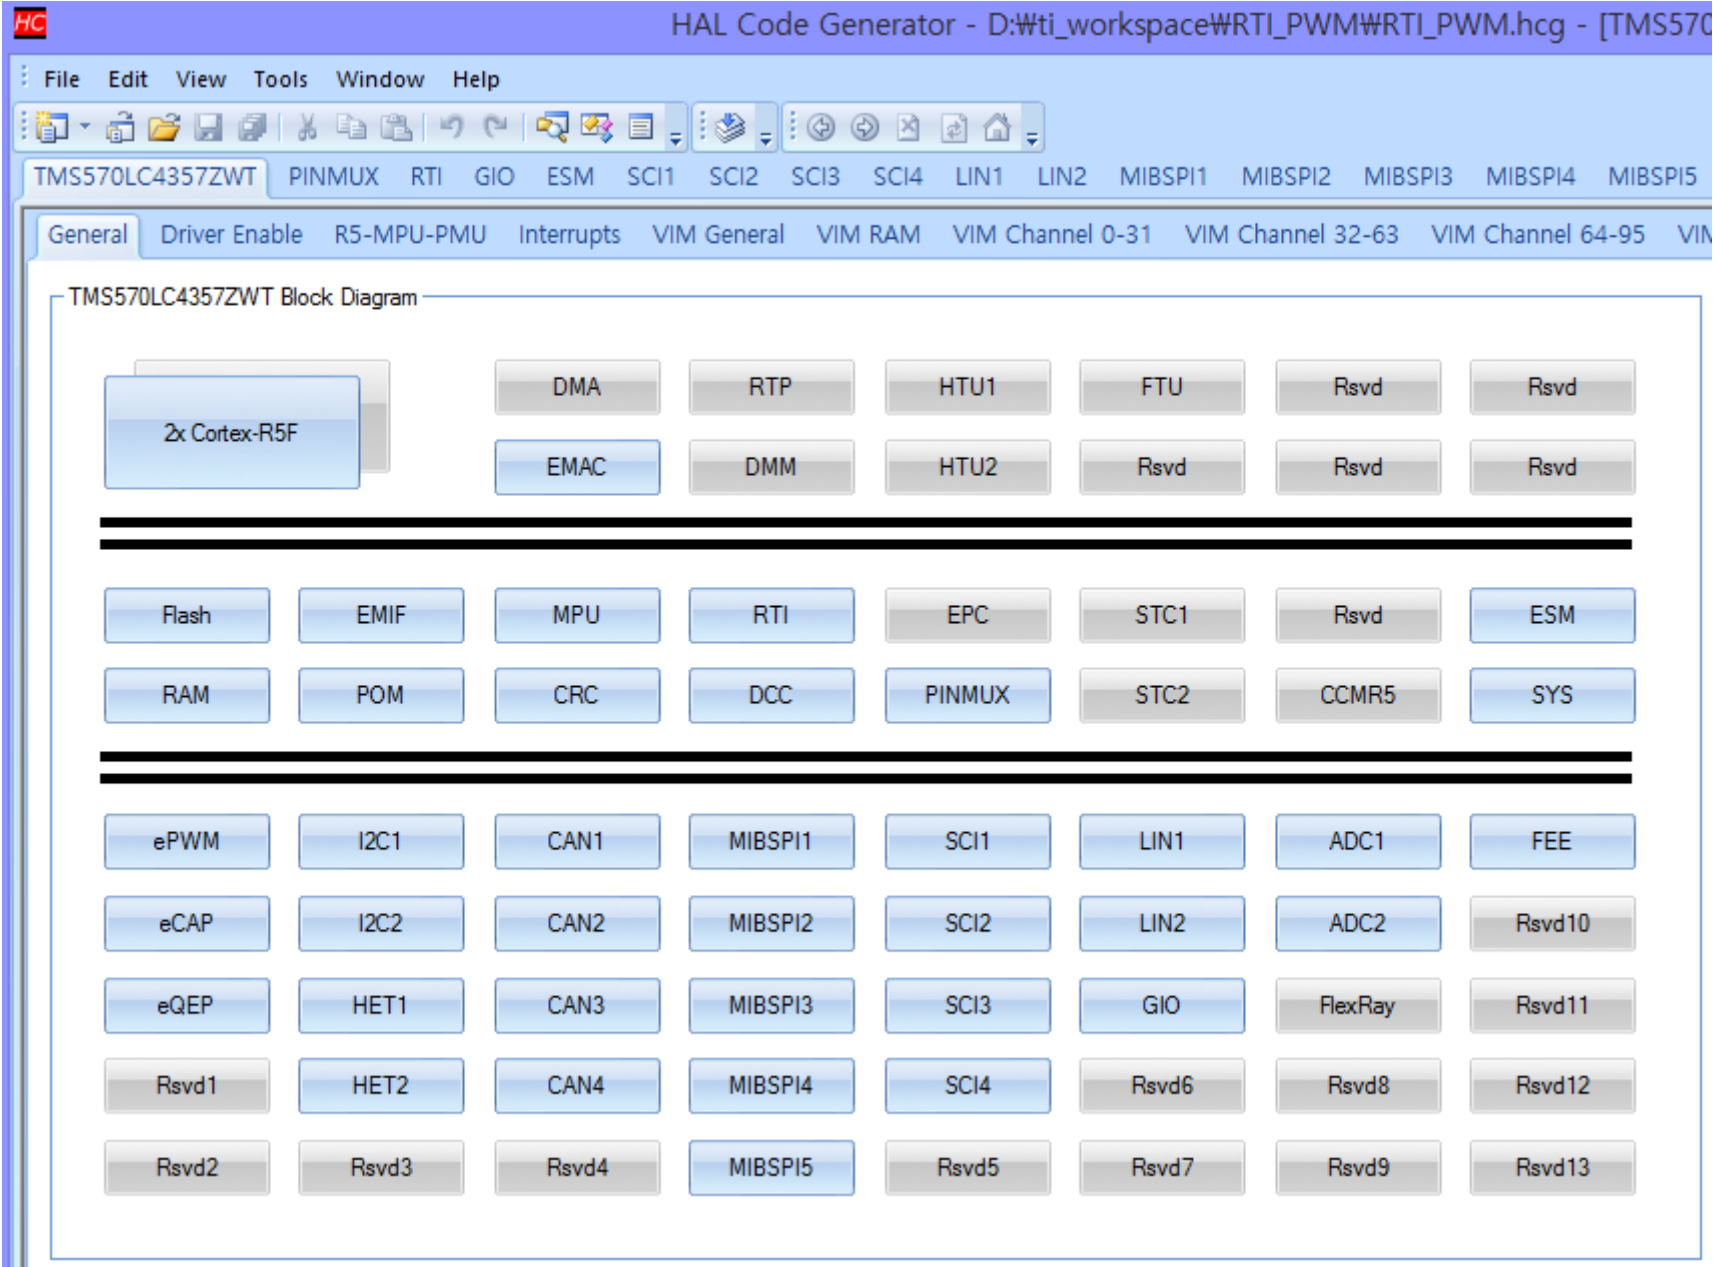 HC HAL Code Generator - D:₩ti_workspace₩RTI_PWM₩RTI_PWM.hcg - [TMS570
File Edit View Tools Window Help
TMS570LC4357ZWT PINMUX RTI GIO ESM SCI1 SCI2 SCI3 SCI4 LIN1 LIN2 MIBSPI1 MIBSPI2 MIBSPI3 MIBSPI4 MIBSPI5
General Driver Enable R5-MPU-PMU Interrupts VIM General VIM RAM VIM Channel 0-31 VIM Channel 32-63 VIM Channel 64-95 VIM
TMS570LC4357ZWT Block Diagram
DMA RTP HTU1 FTU Rsvd Rsvd
2x Cortex-R5F
EMAC DMM HTU2 Rsvd Rsvd Rsvd
Flash EMIF MPU RTI EPC STC1 Rsvd ESM
RAM POM CRC DCC PINMUX STC2 CCMR5 SYS
ePWM I2C1 CAN1 MIBSPI1 SCI1 LIN1 ADC1 FEE
eCAP I2C2 CAN2 MIBSPI2 SCI2 LIN2 ADC2 Rsvd10
eQEP HET1 CAN3 MIBSPI3 SCI3 GIO FlexRay Rsvd11
Rsvd1 HET2 CAN4 MIBSPI4 SCI4 Rsvd6 Rsvd8 Rsvd12
Rsvd2 Rsvd3 Rsvd4 MIBSPI5 Rsvd5 Rsvd7 Rsvd9 Rsvd13